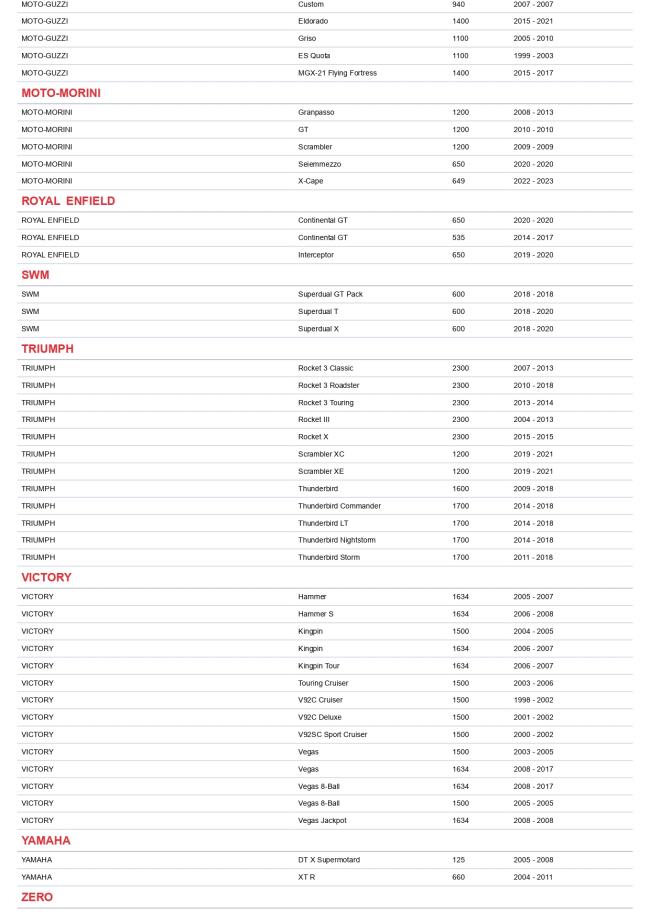 MOTO-GUZZI Custom 940 2007 - 2007
MOTO-GUZZI Eldorado 1400 2015 - 2021
MOTO-GUZZI Griso 1100 2005 - 2010
MOTO-GUZZI ES Quota 1100 1999 - 2003
MOTO-GUZZI MGX-21 Flying Fortress 1400 2015 - 2017
MOTO-MORINI
MOTO-MORINI Granpasso 1200 2008 - 2013
MOTO-MORINI GT 1200 2010 - 2010
MOTO-MORINI Scrambler 1200 2009 - 2009
MOTO-MORINI Seiemmezzo 650 2020 - 2020
MOTO-MORINI X-Cape 649 2022 - 2023
ROYAL ENFIELD
ROYAL ENFIELD Continental GT 650 2020 - 2020
ROYAL ENFIELD Continental GT 535 2014 - 2017
ROYAL ENFIELD Interceptor 650 2019 - 2020
SWM
SWM Superdual GT Pack 600 2018 - 2018
SWM Superdual T 600 2018 - 2020
SWM Superdual X 600 2018 - 2020
TRIUMPH
TRIUMPH Rocket 3 Classic 2300 2007 - 2013
TRIUMPH Rocket 3 Roadster 2300 2010 - 2018
TRIUMPH Rocket 3 Touring 2300 2013 - 2014
TRIUMPH Rocket III 2300 2004 - 2013
TRIUMPH Rocket X 2300 2015 - 2015
TRIUMPH Scrambler XC 1200 2019 - 2021
TRIUMPH Scrambler XE 1200 2019 - 2021
TRIUMPH Thunderbird 1600 2009 - 2018
TRIUMPH Thunderbird Commander 1700 2014 - 2018
TRIUMPH Thunderbird LT 1700 2014 - 2018
TRIUMPH Thunderbird Nightstorm 1700 2014 - 2018
TRIUMPH Thunderbird Storm 1700 2011 - 2018
VICTORY
VICTORY Hammer 1634 2005 - 2007
VICTORY Hammer S 1634 2006 - 2008
VICTORY Kingpin 1500 2004 - 2005
VICTORY Kingpin 1634 2006 - 2007
VICTORY Kingpin Tour 1634 2006 - 2007
VICTORY Touring Cruiser 1500 2003 - 2006
VICTORY V92C Cruiser 1500 1998 - 2002
VICTORY V92C Deluxe 1500 2001 - 2002
VICTORY V92SC Sport Cruiser 1500 2000 - 2002
VICTORY Vegas 1500 2003 - 2005
VICTORY Vegas 1634 2008 - 2017
VICTORY Vegas 8-Ball 1634 2008 - 2017
VICTORY Vegas 8-Ball 1500 2005 - 2005
VICTORY Vegas Jackpot 1634 2008 - 2008
YAMAHA
YAMAHA DT X Supermotard 125 2005 - 2008
YAMAHA XT R 660 2004 - 2011
ZERO